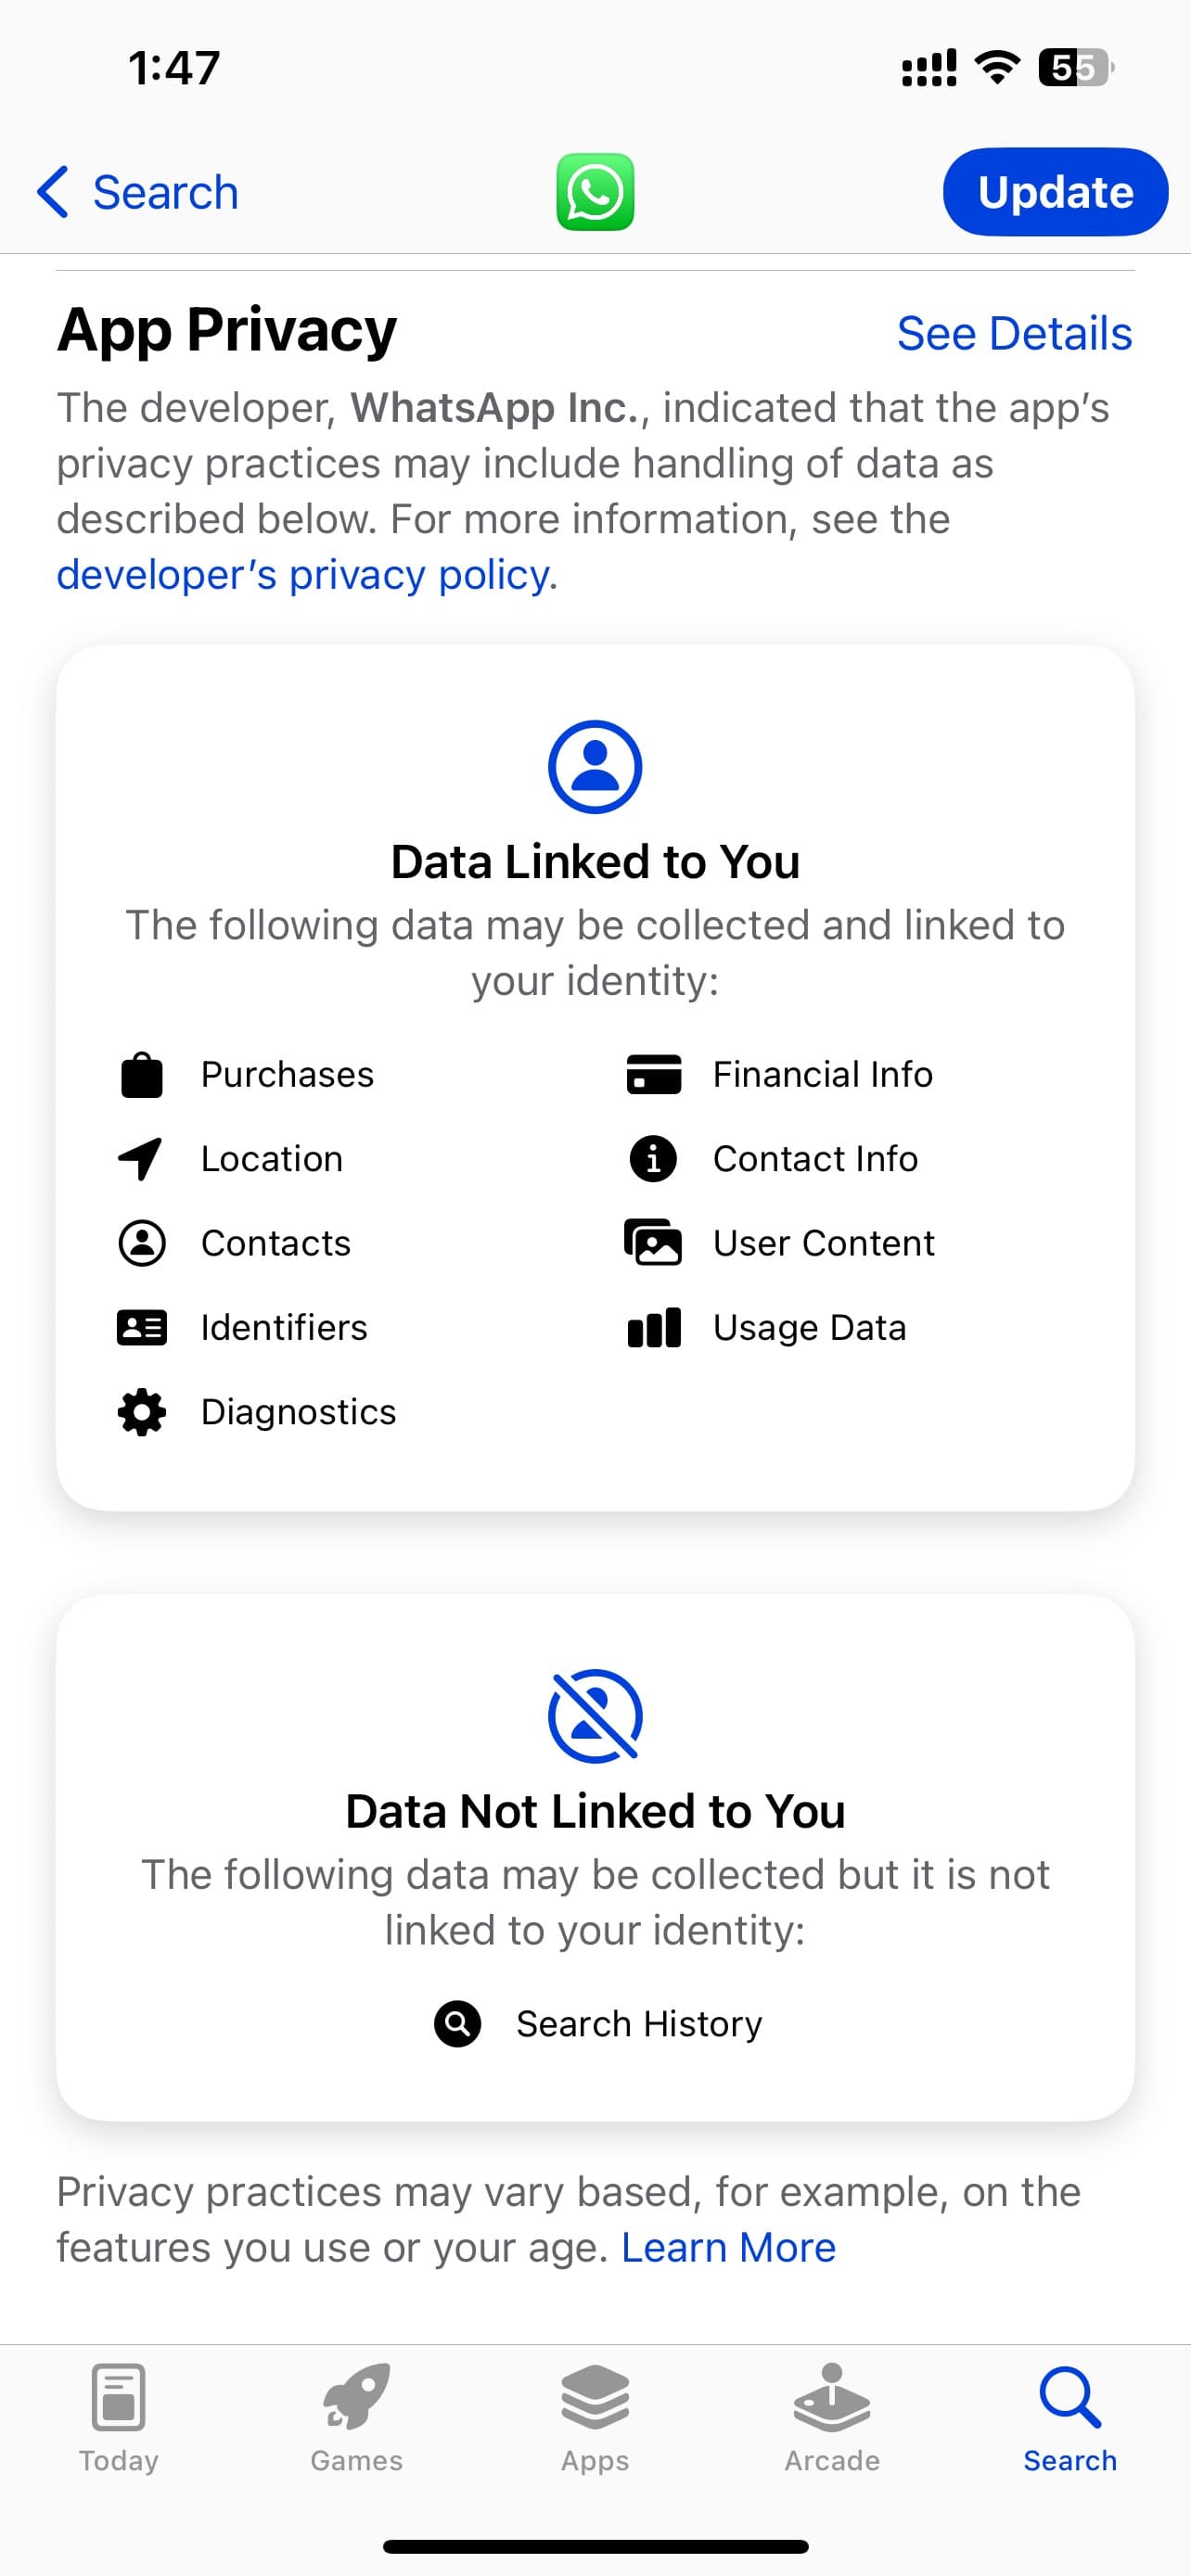 1:47
55
Search
Update
App Privacy
See Details
The developer, WhatsApp Inc., indicated that the app’s
privacy practices may include handling of data as
described below. For more information, see the
developer’s privacy policy.
Data Linked to You
The following data may be collected and linked to
your identity:
Purchases
Financial Info
Location
Contact Info
Contacts
User Content
Identifiers
Usage Data
Diagnostics
Data Not Linked to You
The following data may be collected but it is not
linked to your identity:
Search History
Privacy practices may vary based, for example, on the
features you use or your age. Learn More
Today
Games
Apps
Arcade
Search